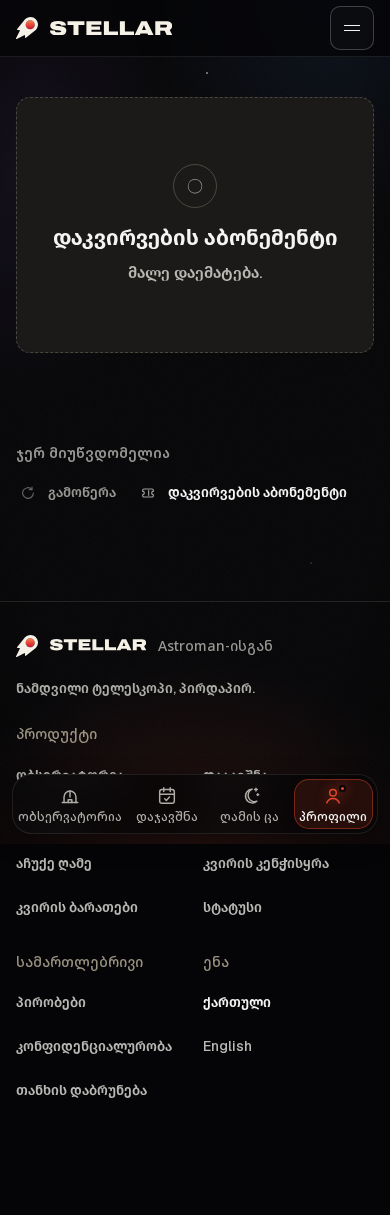 STELLAR
დაკვირვების აბონემენტი
მალე დაემატება.
ჯერ მიუწვდომელია
გამოწერა
დაკვირვების აბონემენტი
STELLAR Astroman-ისგან
ნამდვილი ტელესკოპი, პირდაპირ.
პროდუქტი
ობსერვატორია
დაჯავშნა
ღამის ცა
პროფილი
აჩუქე ღამე
კვირის კენჭისყრა
კვირის ბარათები
სტატუსი
სამართლებრივი
ენა
პირობები
ქართული
კონფიდენციალურობა
English
თანხის დაბრუნება